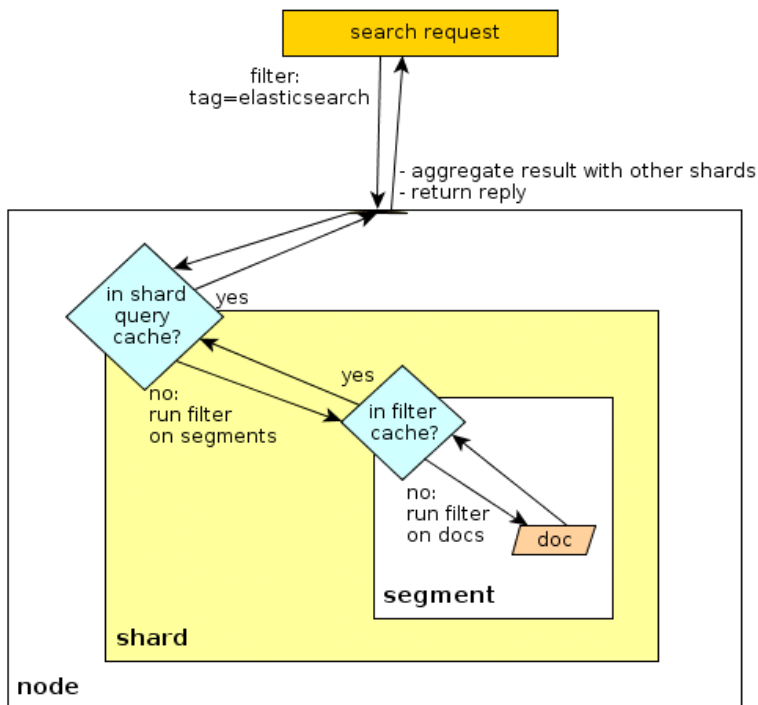 search request
filter:
tag=elasticsearch
- aggregate result with other shards
- return reply
in shard
query
cache?
yes
yes
no:
run filter
on segments
in filter
cache?
no:
run filter
on docs
doc
segment
shard
node